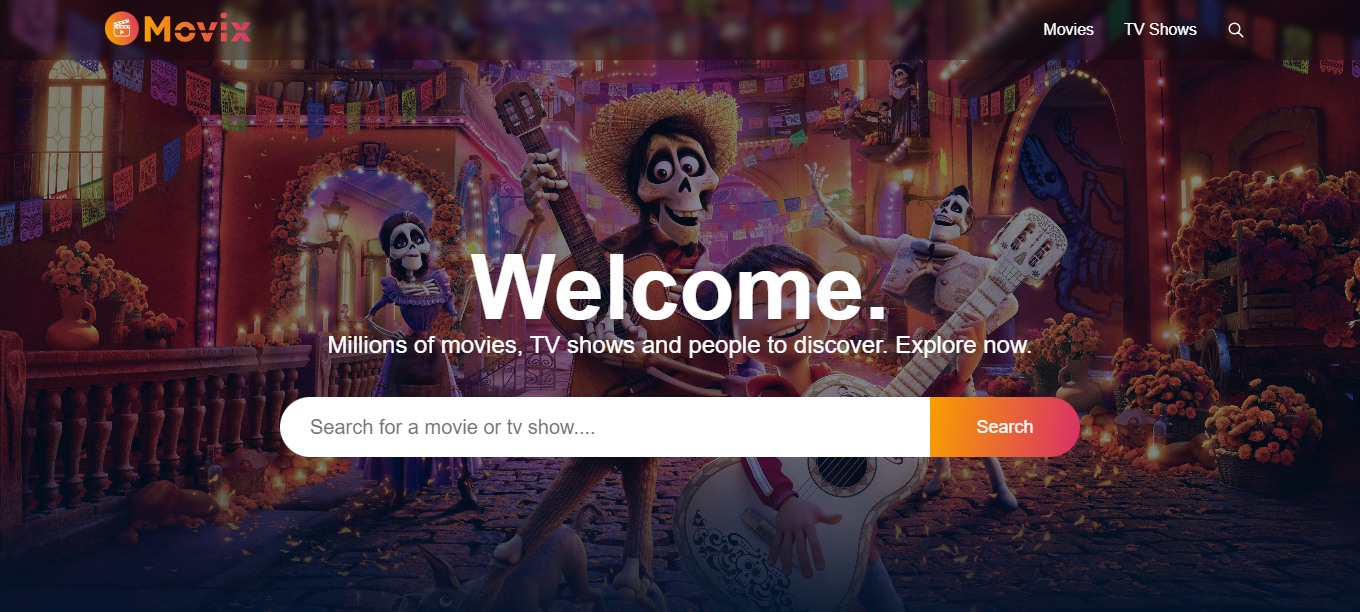 Movix
Movies
TV Shows
Welcome.
Millions of movies, TV shows and people to discover. Explore now.
Search for a movie or tv show....
Search